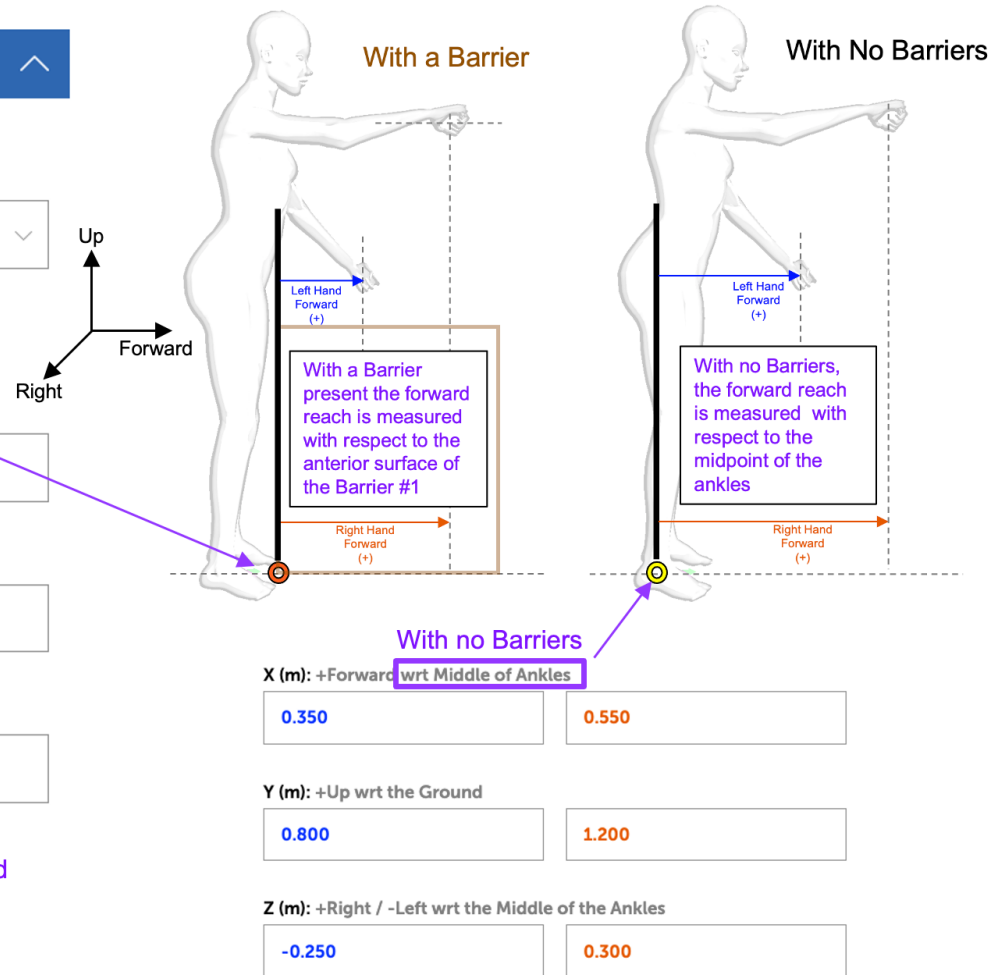 With a Barrier
With No Barriers
Up
Forward
Right
Left Hand
Forward
(+)
Left Hand
Forward
(+)
With a Barrier
present the forward
reach is measured
with respect to the
anterior surface of
the Barrier #1
With no Barriers,
the forward reach
is measured with
respect to the
midpoint of the
ankles
Right Hand
Forward
(+)
Right Hand
Forward
(+)
With no Barriers
X (m): +Forward wrt Middle of Ankles
0.350
0.550
Y (m): +Up wrt the Ground
0.800
1.200
d
Z (m): +Right / -Left wrt the Middle of the Ankles
-0.250
0.300